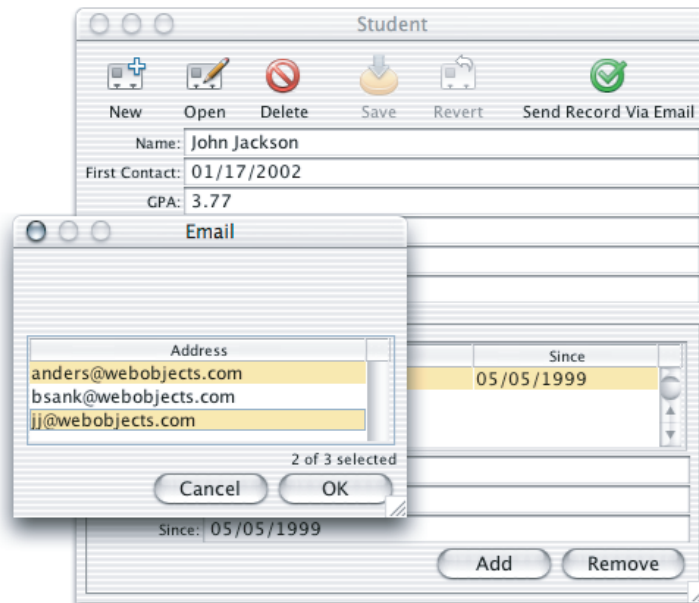 Student
New Open Delete Save Revert Send Record Via Email
Name: John Jackson
First Contact: 01/17/2002
GPA: 3.77
Email
Address
anders@webobjects.com
bsank@webobjects.com
jj@webobjects.com
2 of 3 selected
Cancel OK
Since
05/05/1999
Since: 05/05/1999
Add Remove